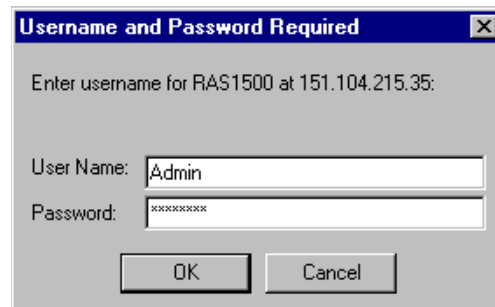 Username and Password Required
Enter username for RAS1500 at 151.104.215.35:
User Name: Admin
Password: ********
OK Cancel